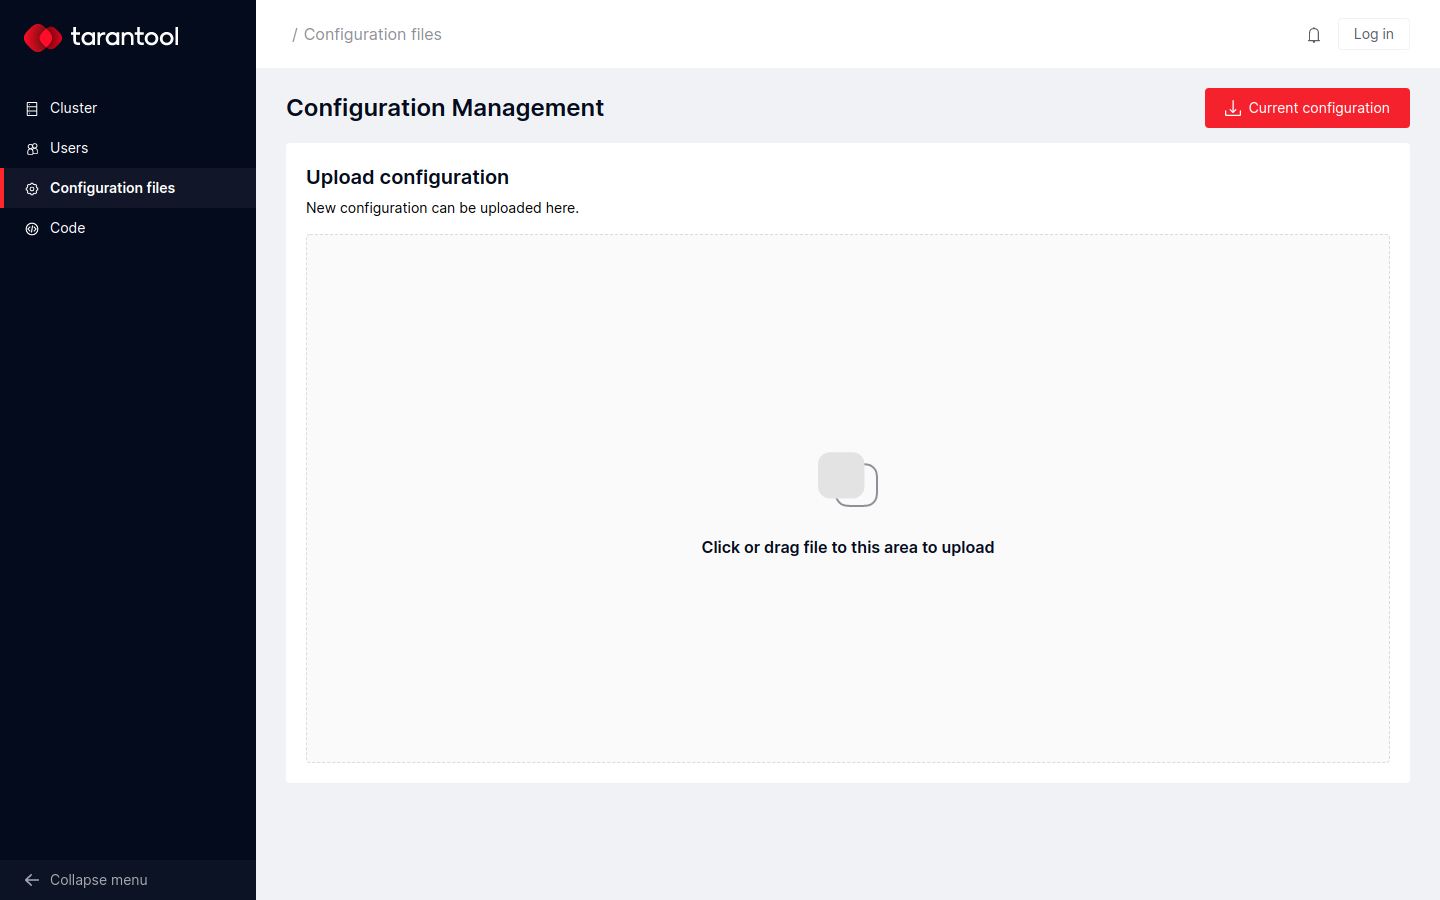 tarantool
Cluster
Users
Configuration files
Code
Collapse menu
/ Configuration files
Log in
Configuration Management
Current configuration
Upload configuration
New configuration can be uploaded here.
Click or drag file to this area to upload